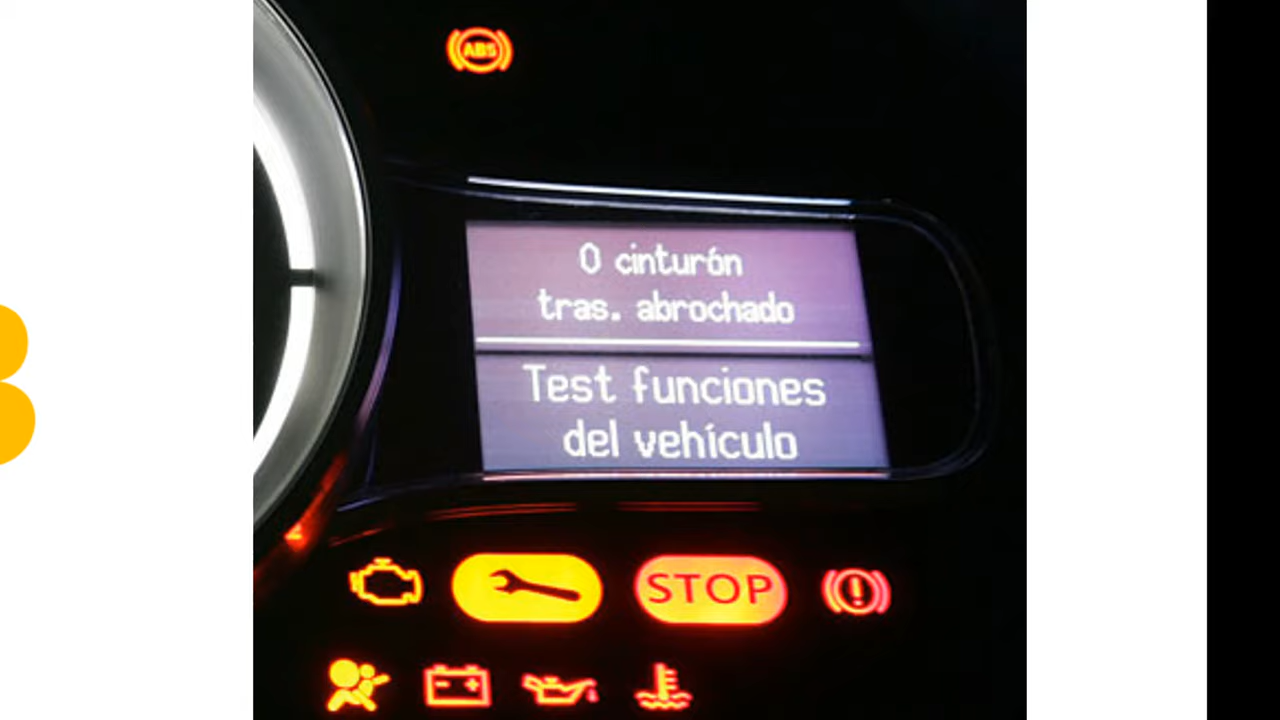 ABS
0 cinturón
tras. abrochado
Test funciones
del vehículo
STOP